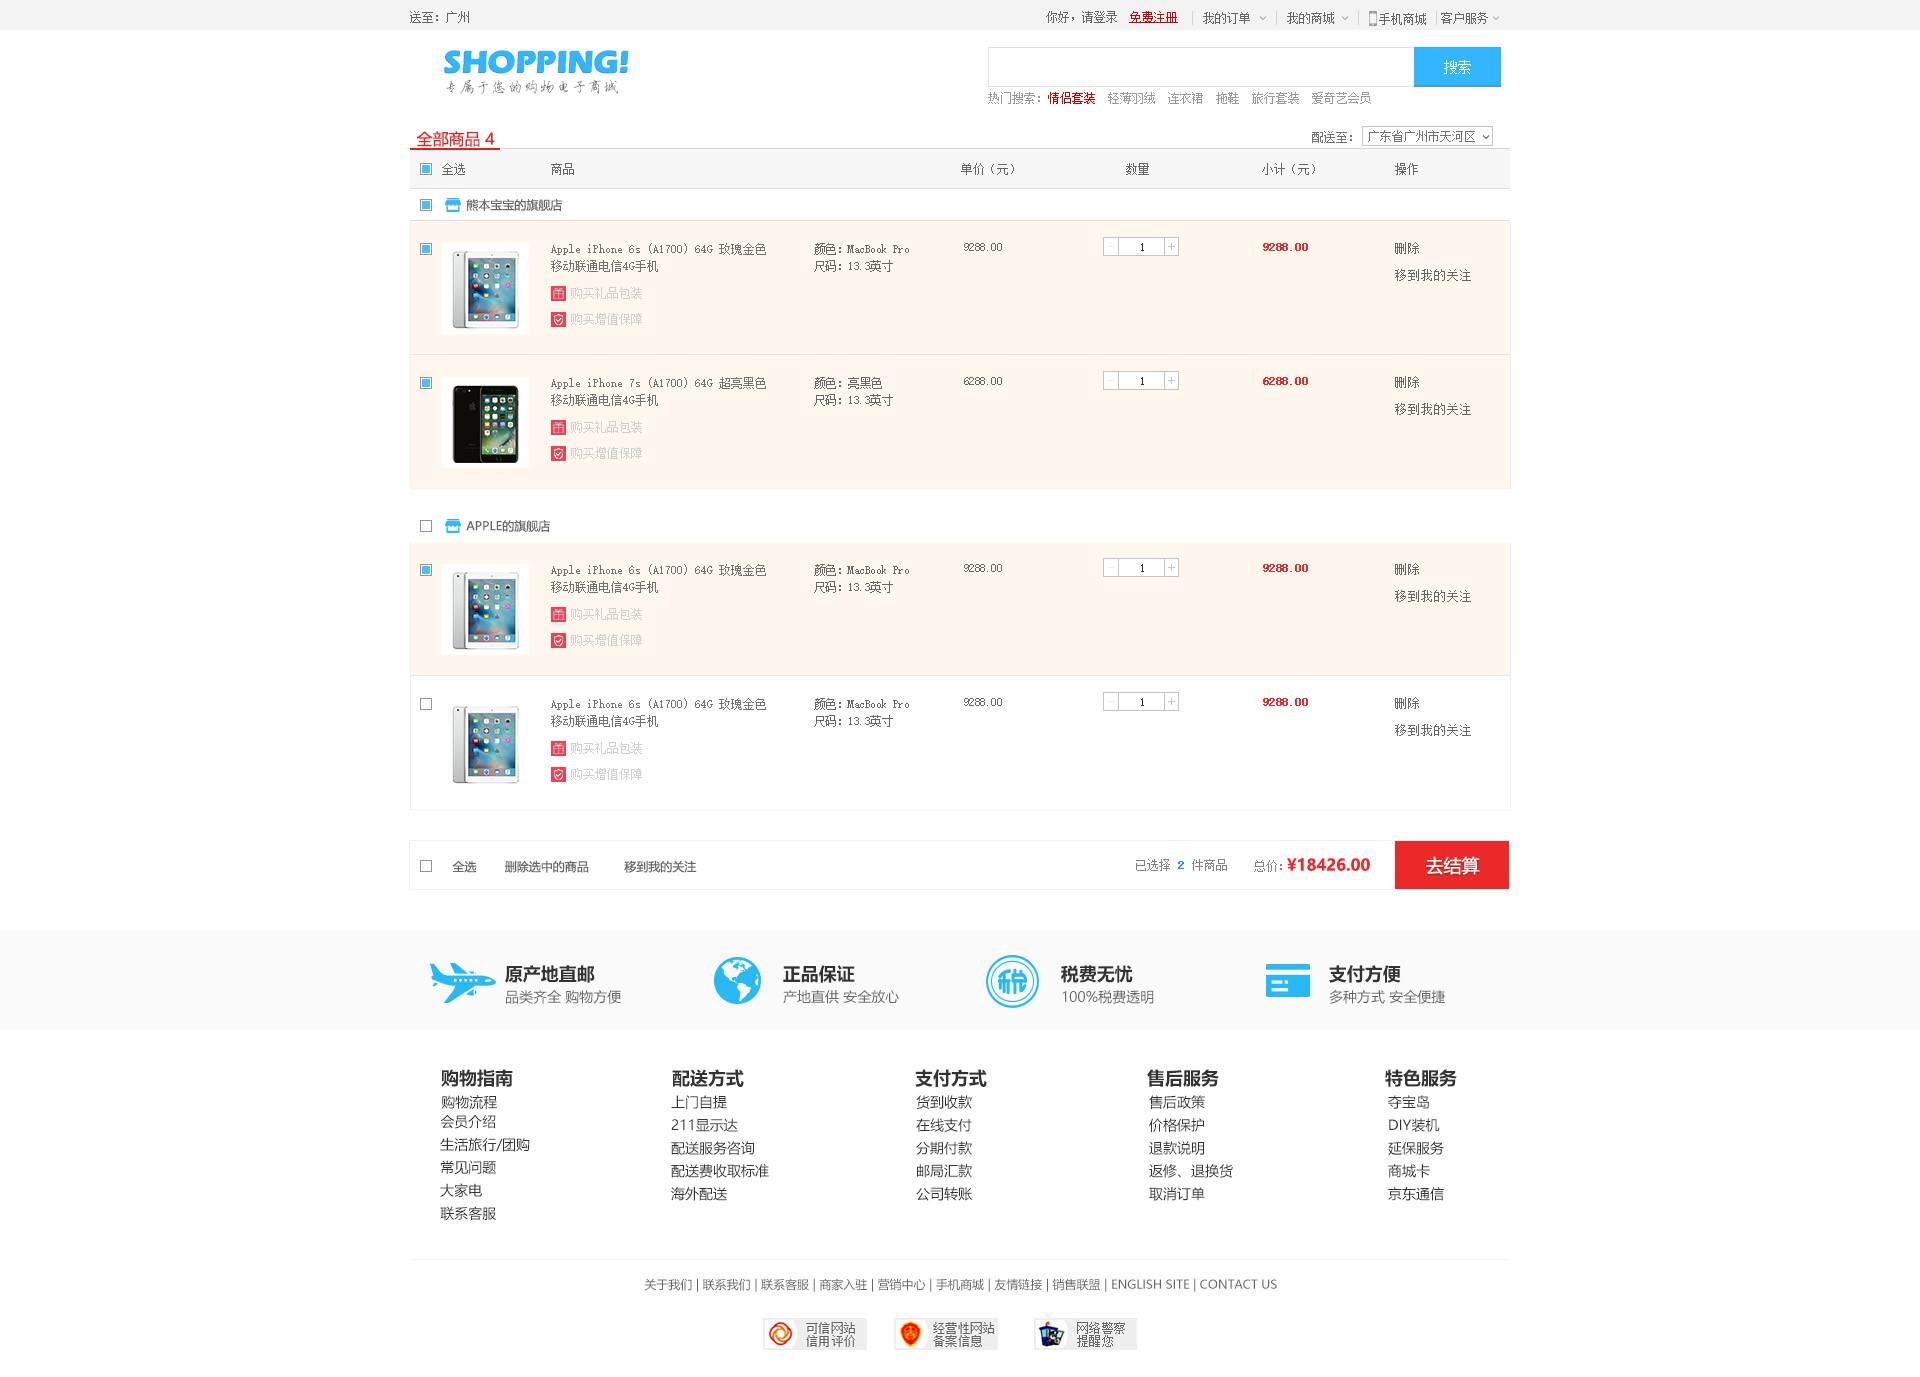 送至：广州
你好，请登录 免费注册 我的订单 我的商城 手机商城 客户服务
SHOPPING!
专属于您的购物电子商城
搜索
热门搜索：情侣套装 轻薄羽绒 连衣裙 拖鞋 旅行套装 爱奇艺会员
全部商品 4
配送至： 广东省广州市天河区
全选 商品 单价（元） 数量 小计（元） 操作
熊本宝宝的旗舰店
Apple iPhone 6s (A1700) 64G 玫瑰金色 颜色：MacBook Pro 9288.00 - 1 + 9288.00 删除
移动联通电信4G手机 尺码：13.3英寸 移到我的关注
购买礼品包装
购买增值保障
Apple iPhone 7s (A1700) 64G 超亮黑色 颜色：亮黑色 6288.00 - 1 + 6288.00 删除
移动联通电信4G手机 尺码：13.3英寸 移到我的关注
购买礼品包装
购买增值保障
APPLE的旗舰店
Apple iPhone 6s (A1700) 64G 玫瑰金色 颜色：MacBook Pro 9288.00 - 1 + 9288.00 删除
移动联通电信4G手机 尺码：13.3英寸 移到我的关注
购买礼品包装
购买增值保障
Apple iPhone 6s (A1700) 64G 玫瑰金色 颜色：MacBook Pro 9288.00 - 1 + 9288.00 删除
移动联通电信4G手机 尺码：13.3英寸 移到我的关注
购买礼品包装
购买增值保障
全选 删除选中的商品 移到我的关注 已选择 2 件商品 总价：¥18426.00 去结算
原产地直邮 正品保证 税费无忧 支付方便
品类齐全 购物方便 产地直供 安全放心 100%税费透明 多种方式 安全便捷
税
购物指南 配送方式 支付方式 售后服务 特色服务
购物流程 上门自提 货到收款 售后政策 夺宝岛
会员介绍 211显示达 在线支付 价格保护 DIY装机
生活旅行/团购 配送服务咨询 分期付款 退款说明 延保服务
常见问题 配送费收取标准 邮局汇款 返修、退换货 商城卡
大家电 海外配送 公司转账 取消订单 京东通信
联系客服
关于我们 | 联系我们 | 联系客服 | 商家入驻 | 营销中心 | 手机商城 | 友情链接 | 销售联盟 | ENGLISH SITE | CONTACT US
可信网站 经营性网站 网络警察
信用评价 备案信息 提醒您